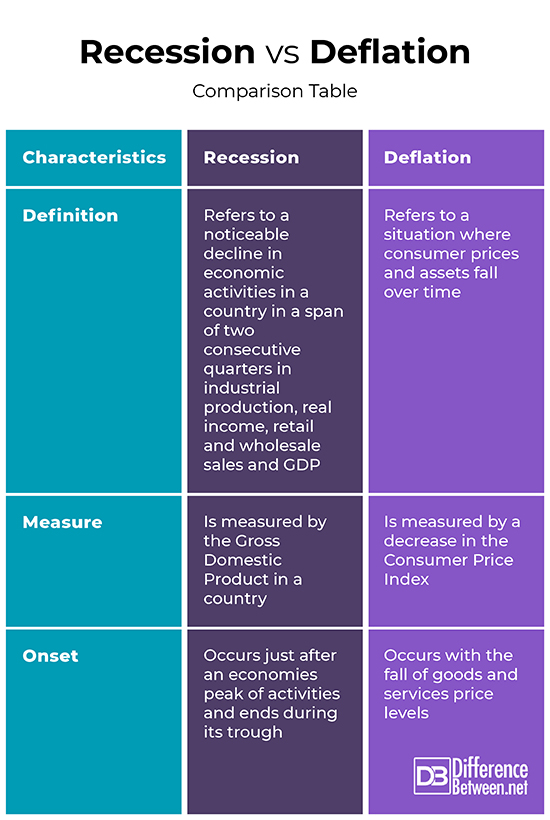 Recession vs Deflation
Comparison Table
Characteristics
Recession
Deflation
Definition
Refers to a
noticeable
decline in
economic
activities in a
country in a span
of two
consecutive
quarters in
industrial
production, real
income, retail
and wholesale
sales and GDP
Refers to a
situation where
consumer prices
and assets fall
over time
Measure
Is measured by
the Gross
Domestic
Product in a
country
Is measured by a
decrease in the
Consumer Price
Index
Onset
Occurs just after
an economies
peak of activities
and ends during
its trough
Occurs with the
fall of goods and
services price
levels
DB Difference
Between.net